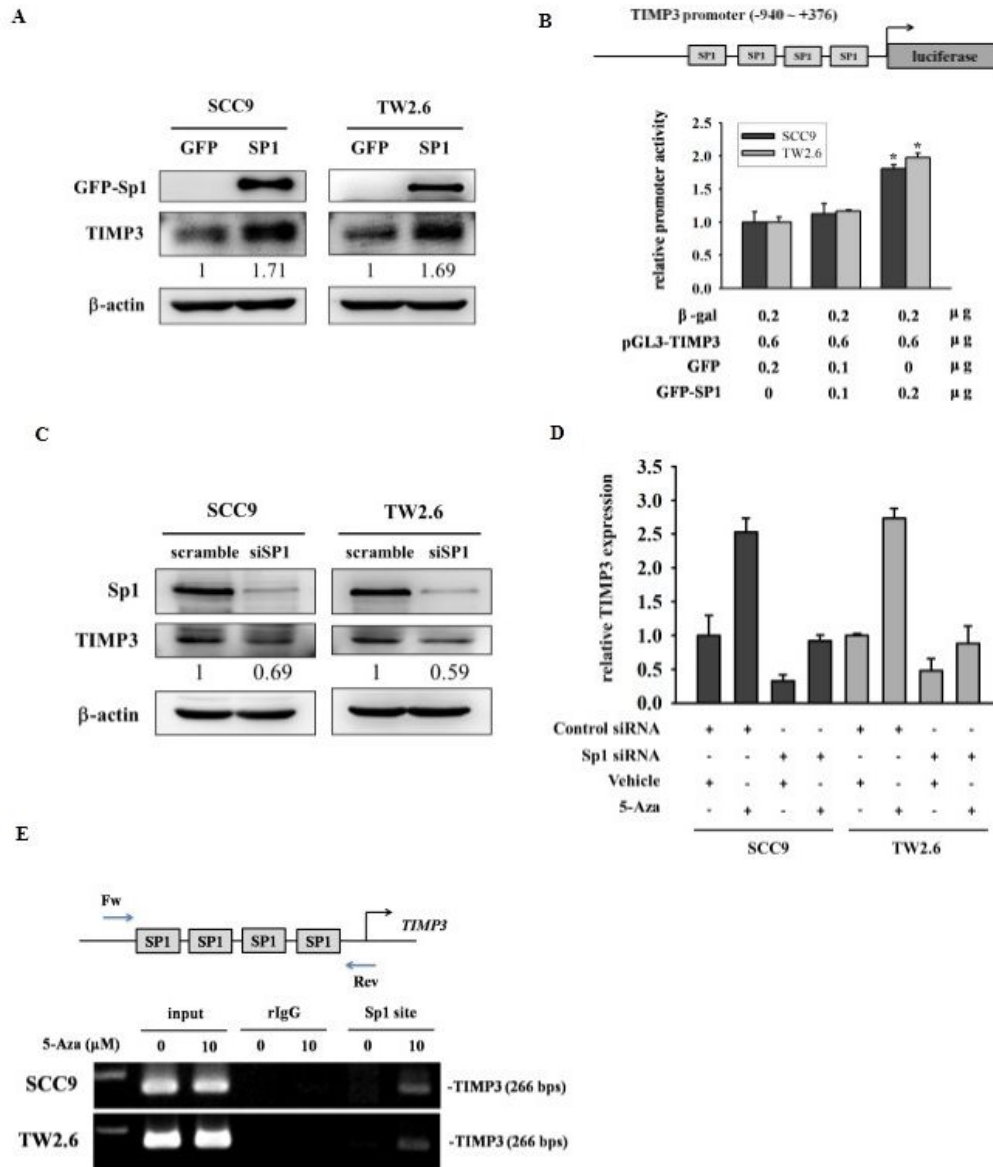 A
SCC9 TW2.6
GFP SP1 GFP SP1
GFP-Sp1
TIMP3
1 1.71 1 1.69
β-actin
B
TIMP3 promoter (-940 ~ +376)
SP1 SP1 SP1 SP1 luciferase
relative promoter activity
2.5
2.0
1.5
1.0
0.5
0.0
SCC9
TW2.6
* *
β-gal 0.2 0.2 0.2 μg
pGL3-TIMP3 0.6 0.6 0.6 μg
GFP 0.2 0.1 0 μg
GFP-SP1 0 0.1 0.2 μg
C
SCC9 TW2.6
scramble siSP1 scramble siSP1
Sp1
TIMP3
1 0.69 1 0.59
β-actin
D
relative TIMP3 expression
3.5
3.0
2.5
2.0
1.5
1.0
0.5
0.0
Control siRNA + + - - + + - -
Sp1 siRNA - - + + - - + +
Vehicle + - + - + - + -
5-Aza - + - + - + - +
SCC9 TW2.6
E
Fw
SP1 SP1 SP1 SP1 TIMP3
Rev
input rIgG Sp1 site
5-Aza (μM) 0 10 0 10 0 10
SCC9 -TIMP3 (266 bps)
TW2.6 -TIMP3 (266 bps)